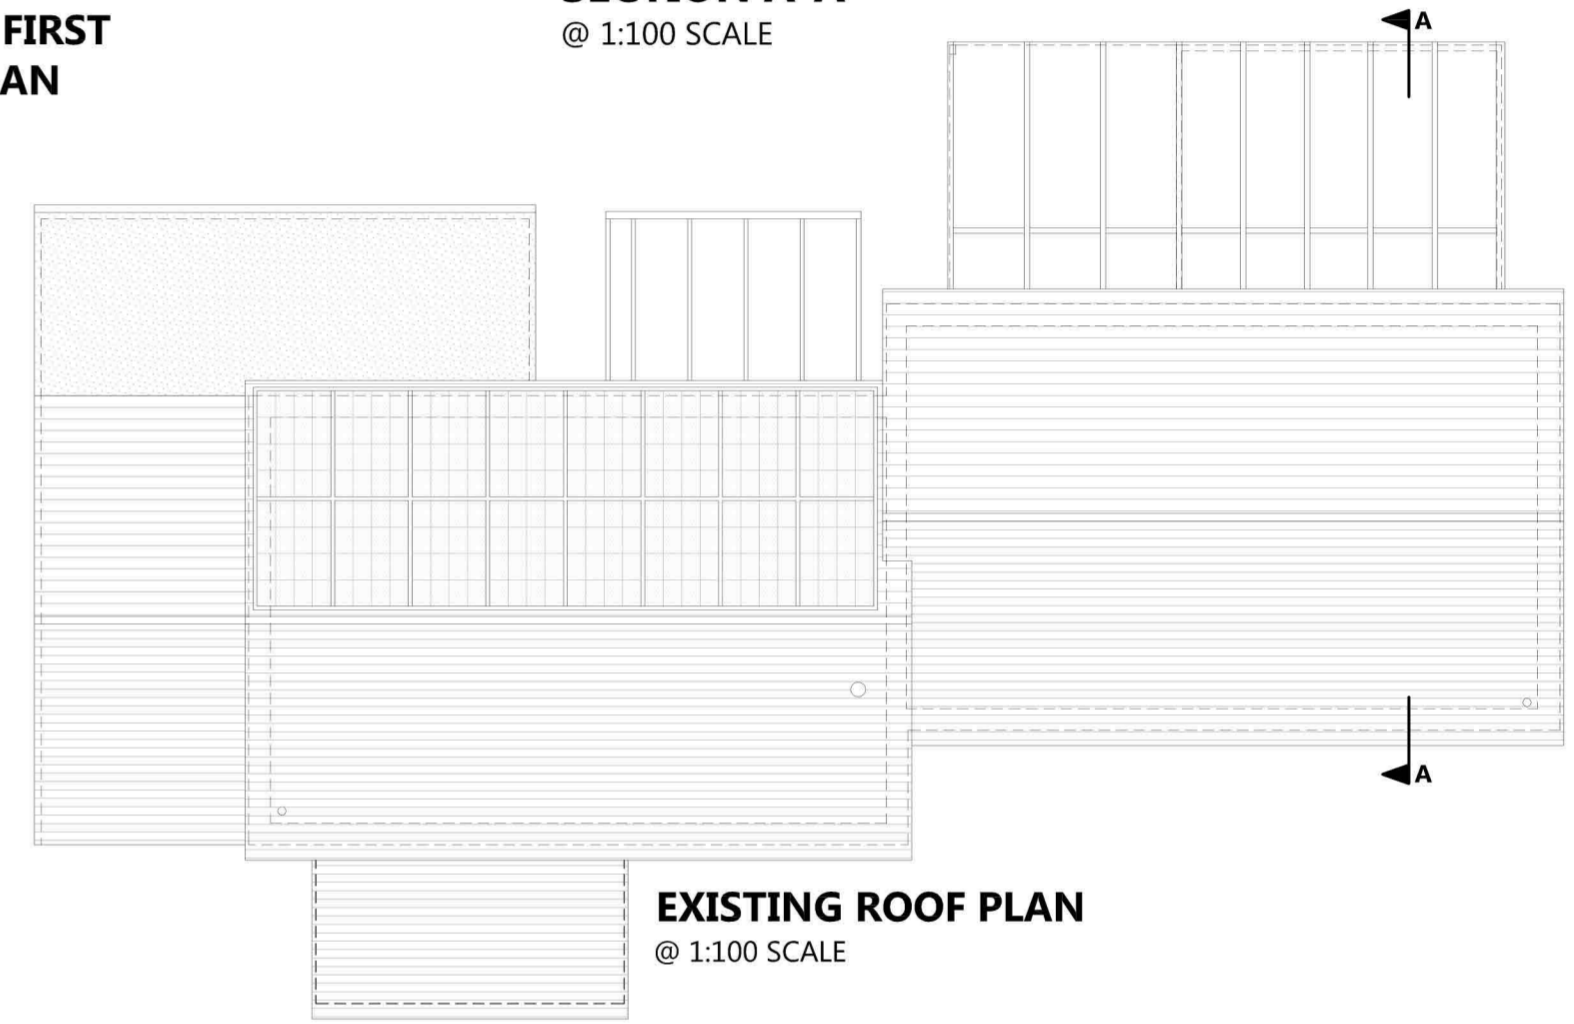 FIRST
AN
@ 1:100 SCALE
A
A
EXISTING ROOF PLAN
@ 1:100 SCALE